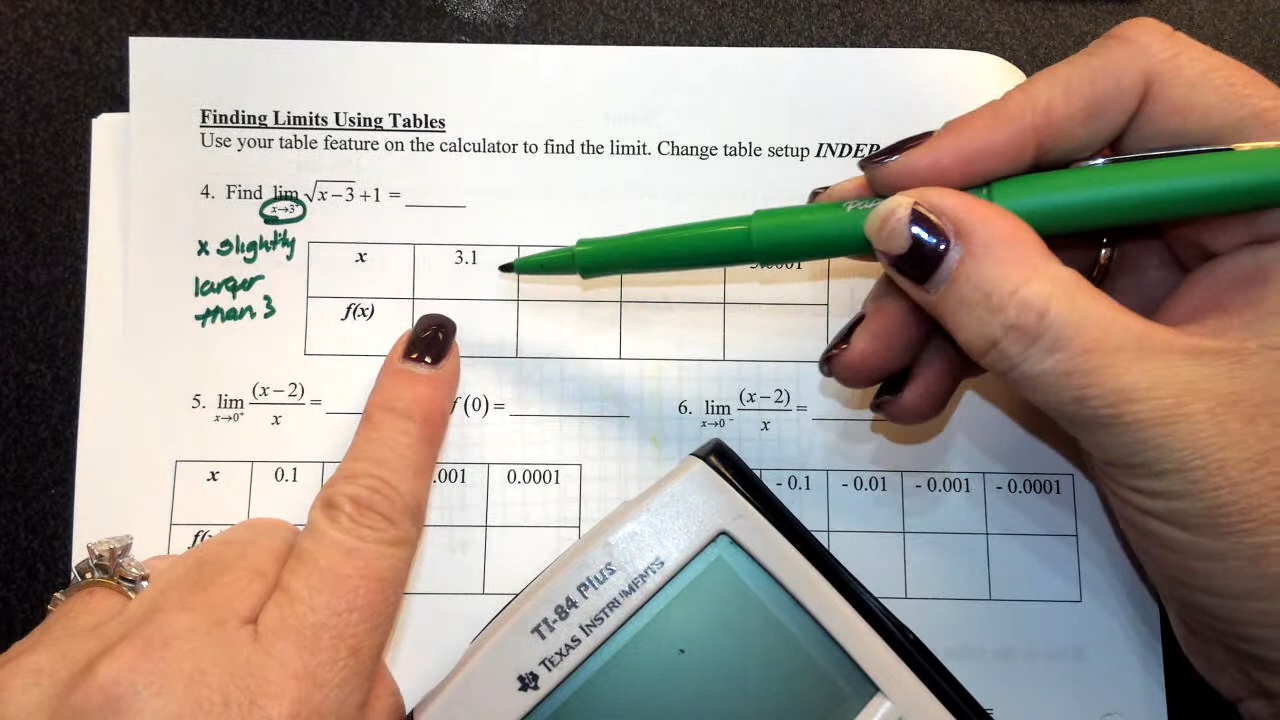 Finding Limits Using Tables
Use your table feature on the calculator to find the limit. Change table setup INDEP
4. Find lim x→3⁺ √(x−3) + 1 = ______
x slightly
larger
than 3
x 3.1
f(x)
5. lim x→0⁺ (x−2)/x = f(0) = ______
6. lim x→0⁻ (x−2)/x = ______
x 0.1 .001 0.0001
- 0.1 - 0.01 - 0.001 - 0.0001
TI-84 Plus
TEXAS INSTRUMENTS